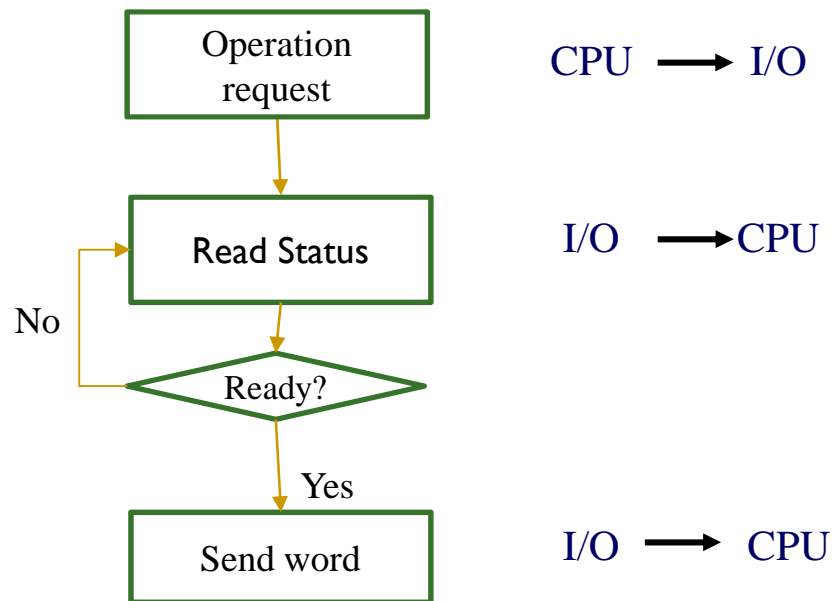 Operation
request
CPU I/O
Read Status
I/O CPU
No
Ready?
Yes
Send word
I/O CPU